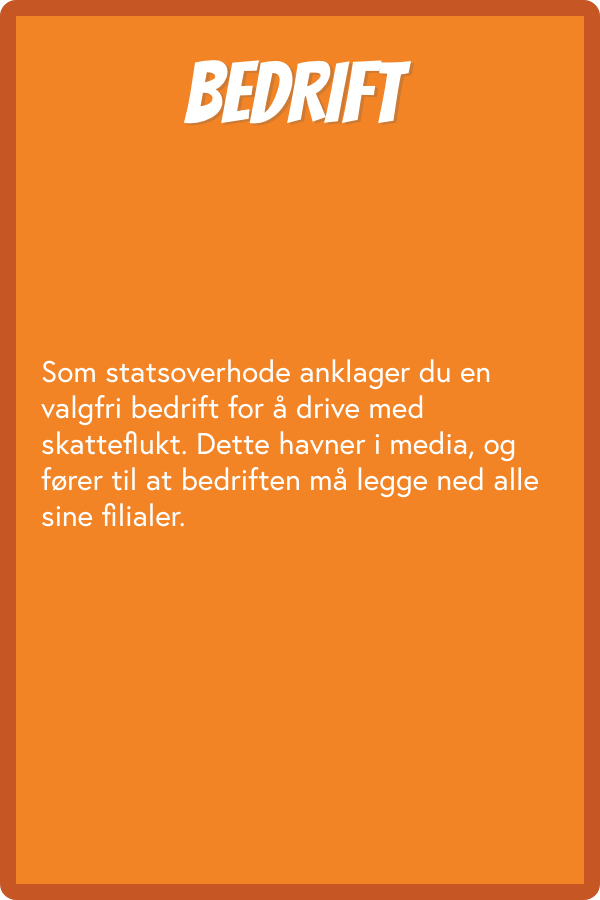 BEDRIFT
Som statsoverhode anklager du en
valgfri bedrift for å drive med
skatteflukt. Dette havner i media, og
fører til at bedriften må legge ned alle
sine filialer.